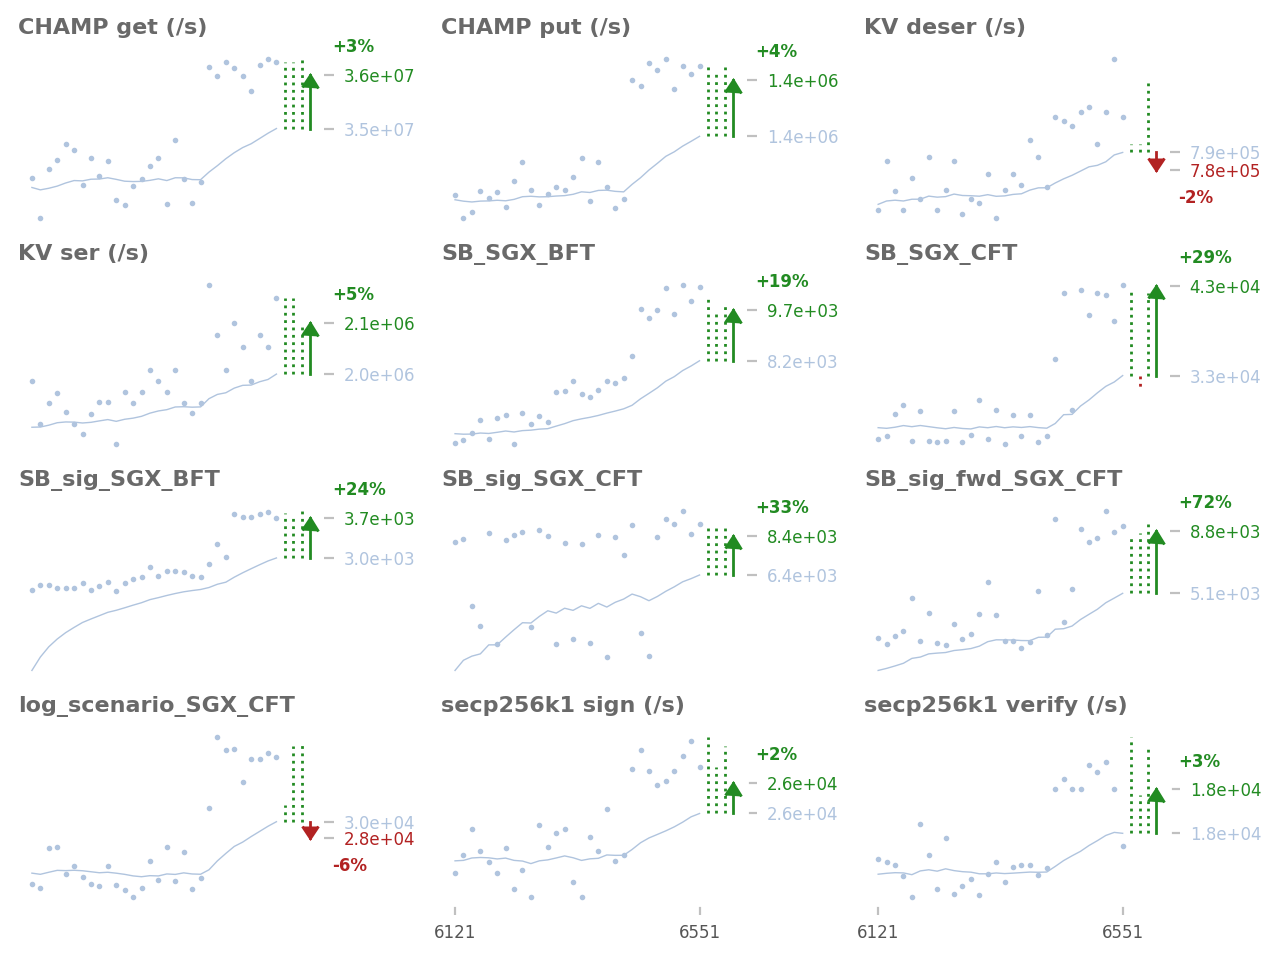 CHAMP get (/s)
+3%
3.6e+07
3.5e+07
CHAMP put (/s)
+4%
1.4e+06
1.4e+06
KV deser (/s)
7.9e+05
7.8e+05
-2%
KV ser (/s)
+5%
2.1e+06
2.0e+06
SB_SGX_BFT
+19%
9.7e+03
8.2e+03
SB_SGX_CFT
+29%
4.3e+04
3.3e+04
SB_sig_SGX_BFT
+24%
3.7e+03
3.0e+03
SB_sig_SGX_CFT
+33%
8.4e+03
6.4e+03
SB_sig_fwd_SGX_CFT
+72%
8.8e+03
5.1e+03
log_scenario_SGX_CFT
3.0e+04
2.8e+04
-6%
secp256k1 sign (/s)
+2%
2.6e+04
2.6e+04
6121
6551
secp256k1 verify (/s)
+3%
1.8e+04
1.8e+04
6121
6551